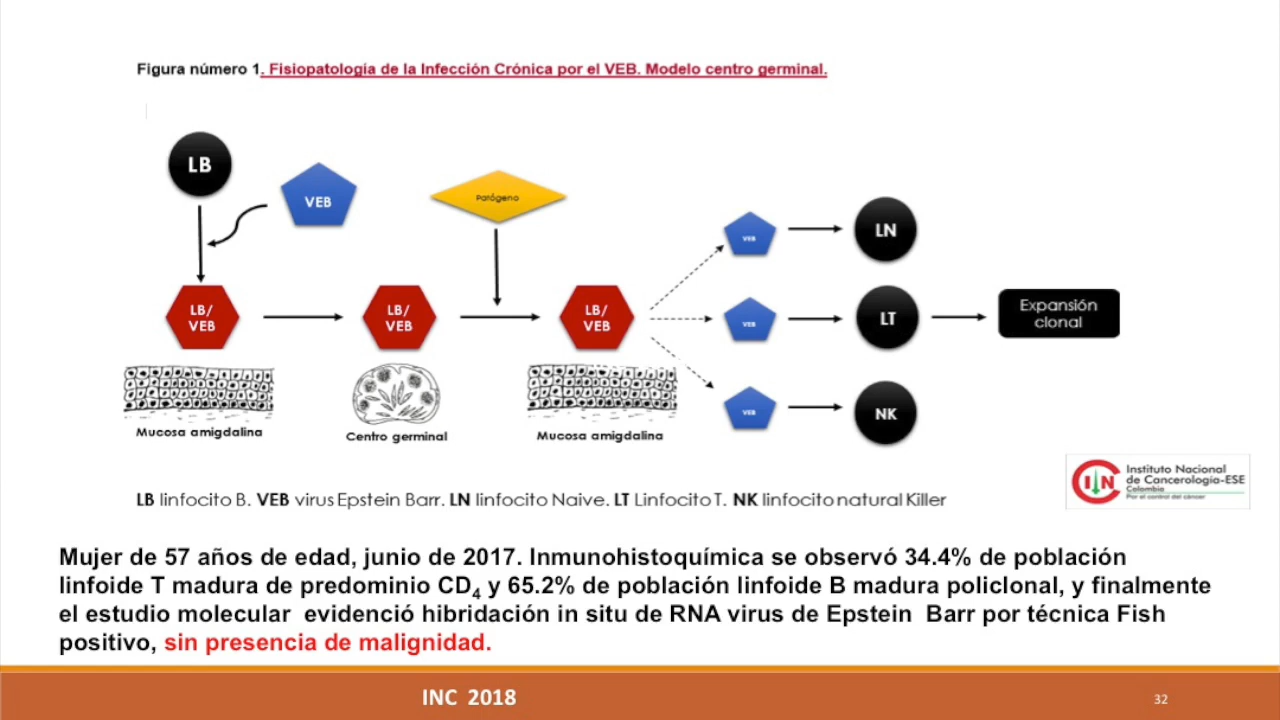 Figura número 1. Fisiopatología de la Infección Crónica por el VEB. Modelo centro germinal.
LB
VEB
Patógeno
VEB
LN
LB/
VEB
LB/
VEB
LB/
VEB
VEB
LT
Expansión
clonal
VEB
NK
Mucosa amigdalina
Centro germinal
Mucosa amigdalina
Instituto Nacional
de Cancerología-ESE
Colombia
Por el control del cáncer
LB linfocito B. VEB virus Epstein Barr. LN linfocito Naive. LT Linfocito T. NK linfocito natural Killer
Mujer de 57 años de edad, junio de 2017. Inmunohistoquímica se observó 34.4% de población
linfoide T madura de predominio CD4 y 65.2% de población linfoide B madura policlonal, y finalmente
el estudio molecular evidenció hibridación in situ de RNA virus de Epstein Barr por técnica Fish
positivo, sin presencia de malignidad.
INC 2018
32